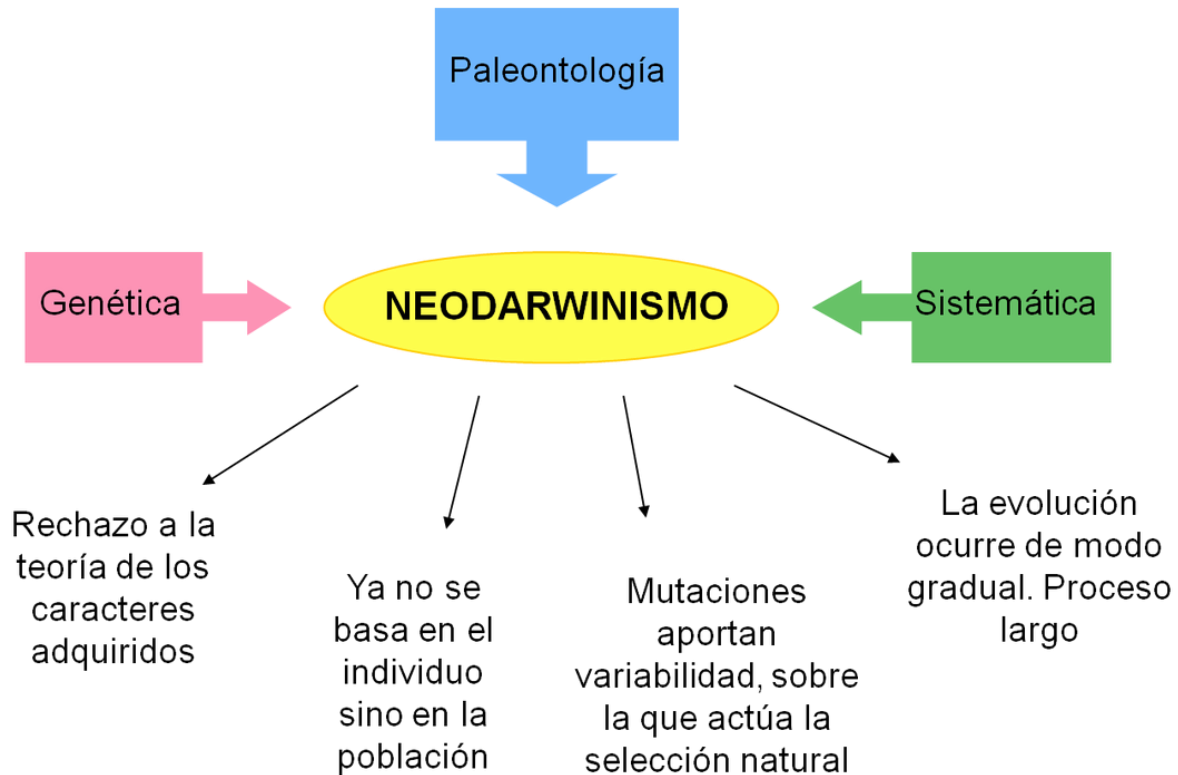 Paleontología
Genética
NEODARWINISMO
Sistemática
Rechazo a la
teoría de los
caracteres
adquiridos
Ya no se
basa en el
individuo
sino en la
población
Mutaciones
aportan
variabilidad, sobre
la que actúa la
selección natural
La evolución
ocurre de modo
gradual. Proceso
largo